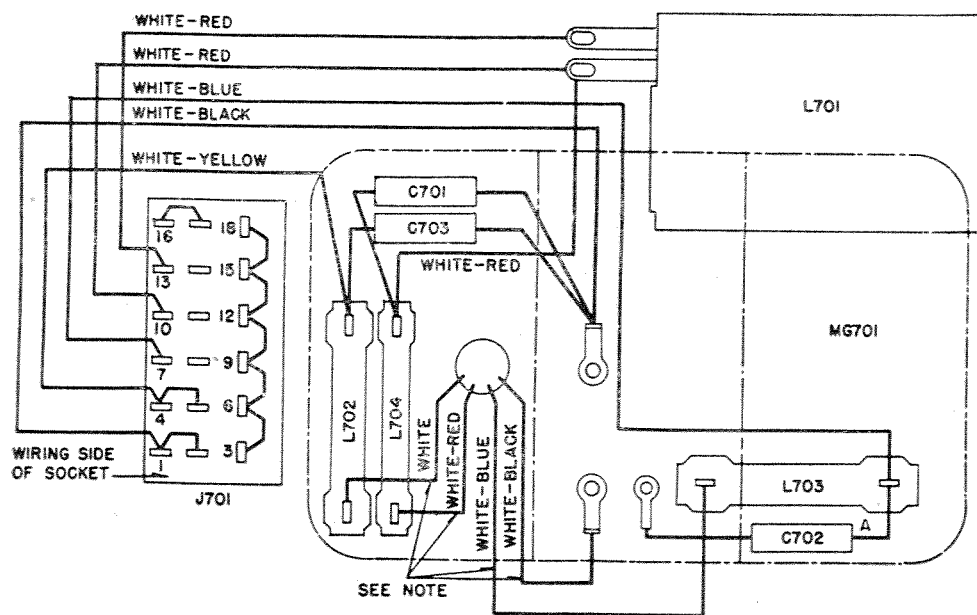 WHITE-RED
WHITE-RED
WHITE-BLUE
WHITE-BLACK
WHITE-YELLOW
L701
C701
C703
WHITE-RED
16
18
13
15
10
12
7
9
4
6
1
3
WIRING SIDE
OF SOCKET
J701
MG701
L702
L704
WHITE
WHITE-RED
WHITE-BLUE
WHITE-BLACK
L703
A
C702
SEE NOTE